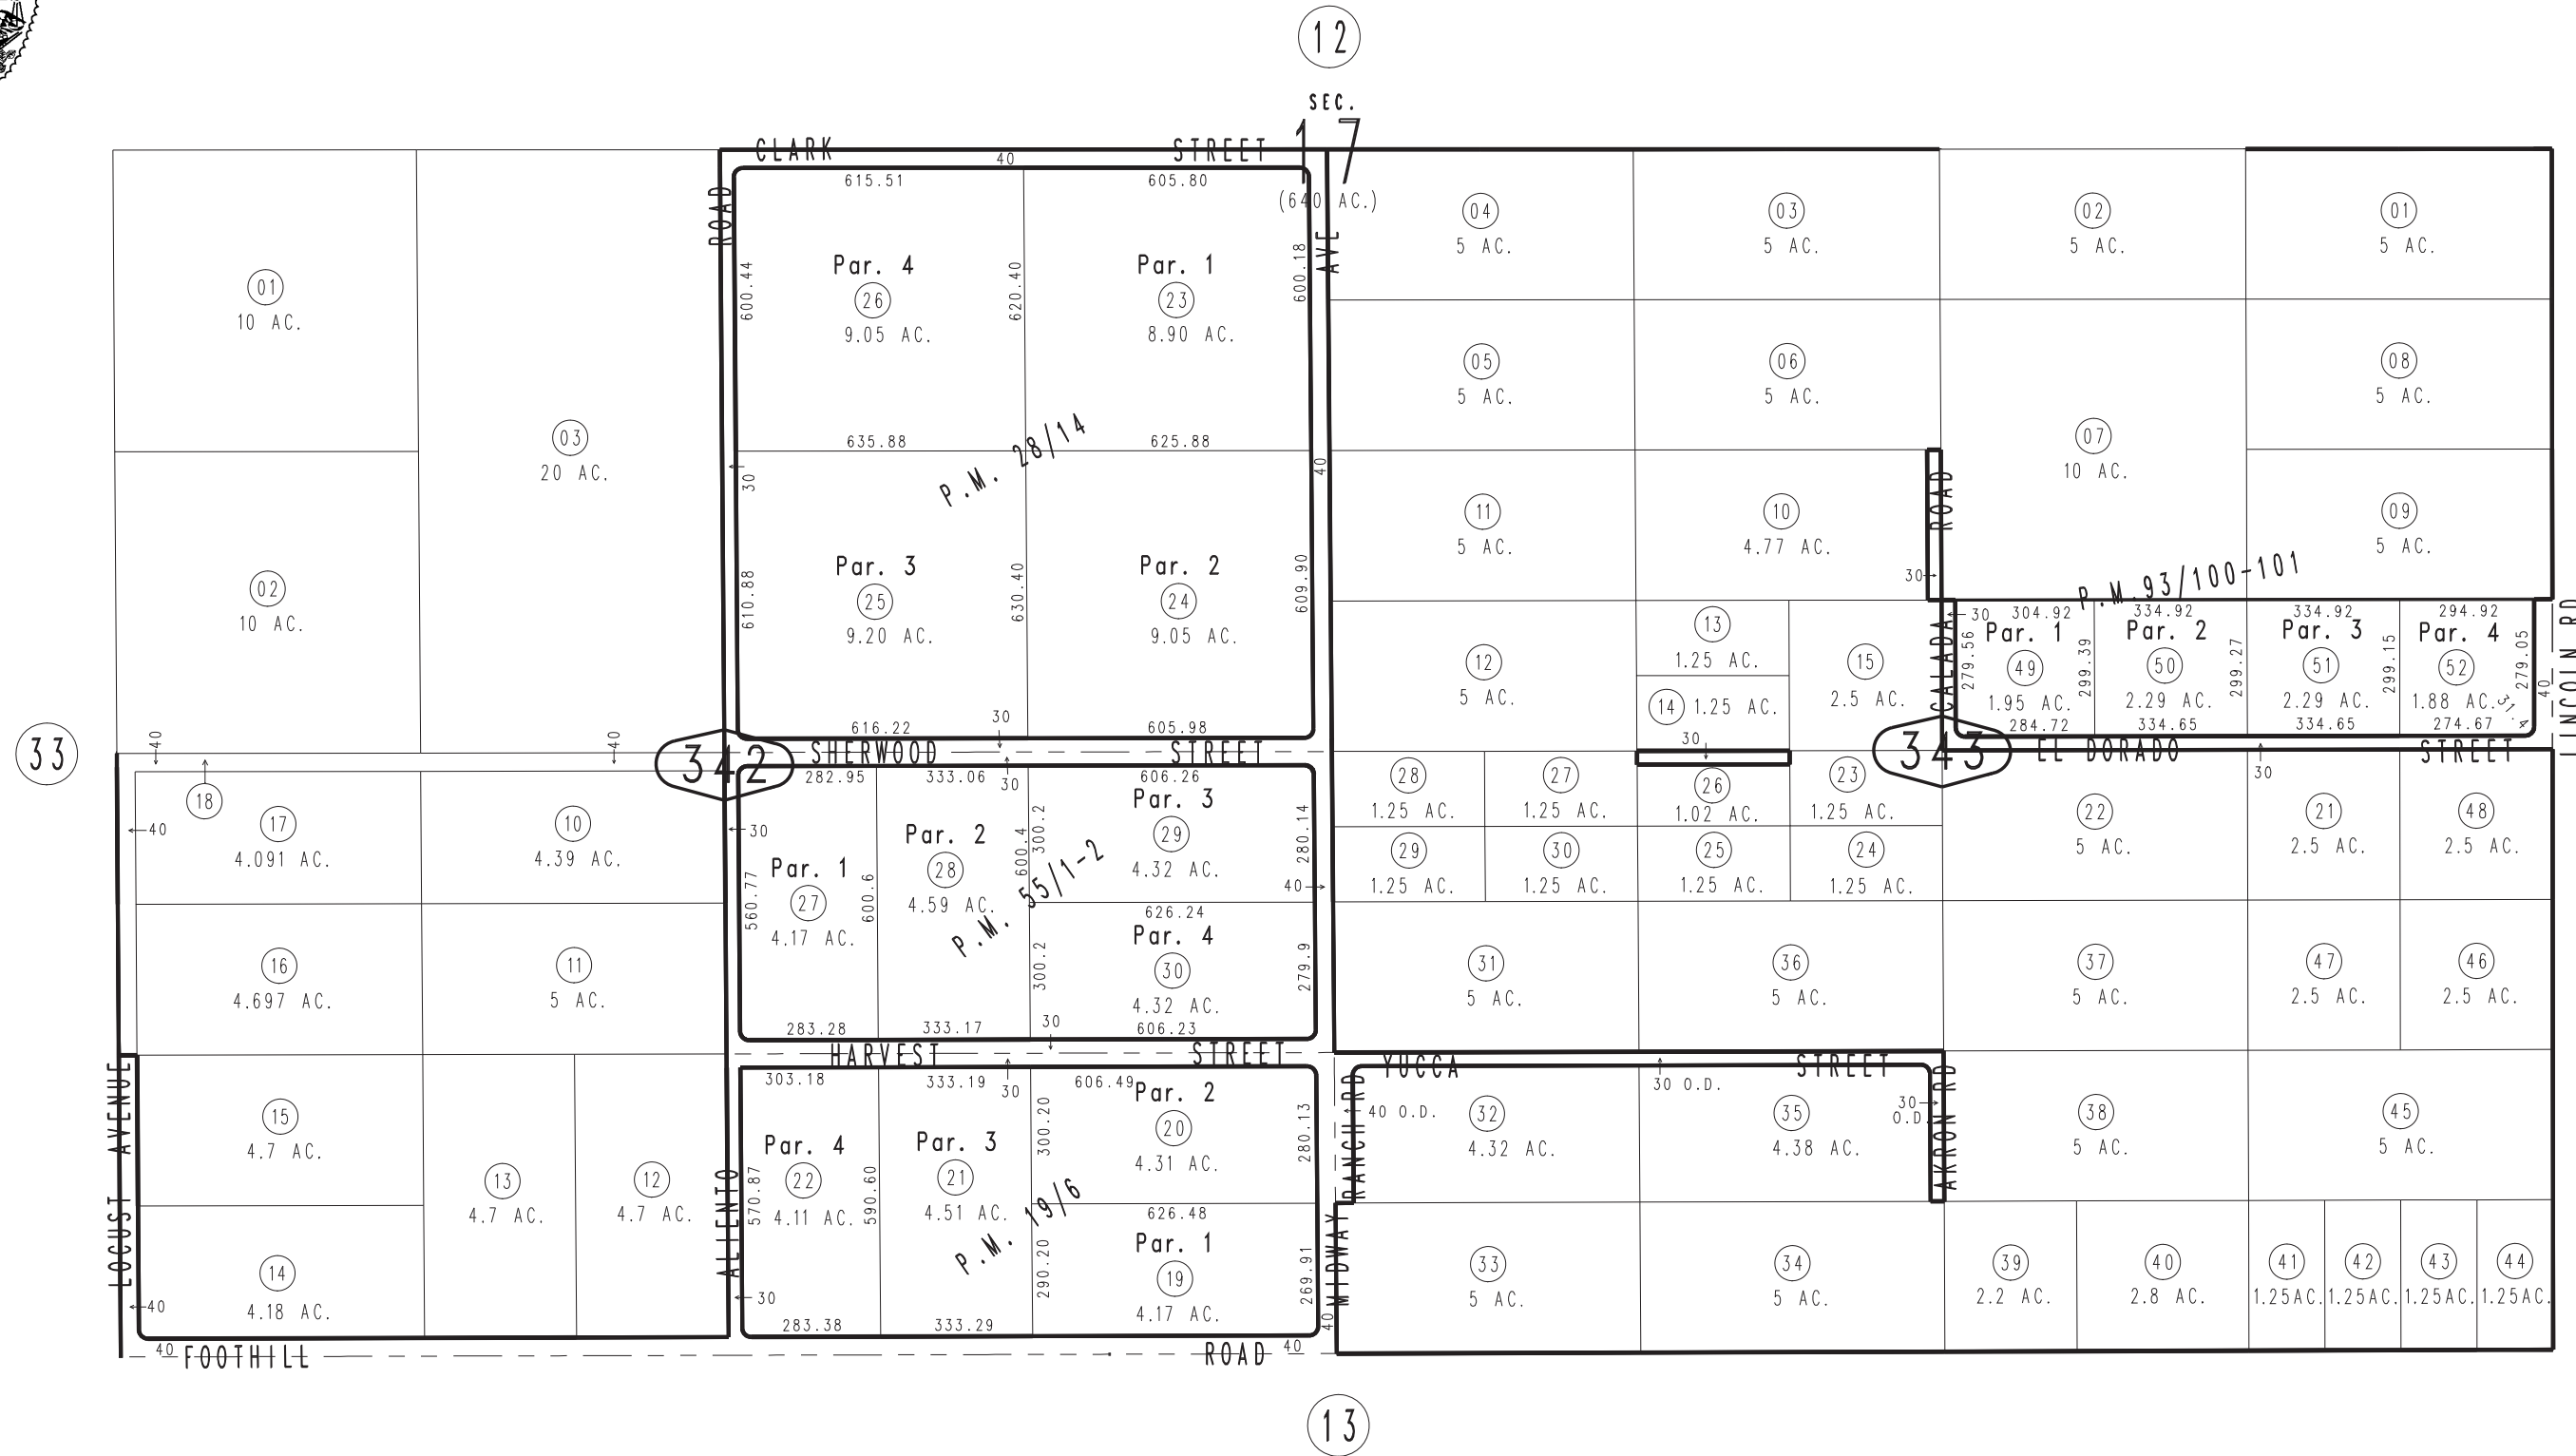 12
SEC.
17
(640 AC.)
CLARK 40 STREET
615.51 605.80
ROAD
AVE
01
10 AC.
03
20 AC.
02
10 AC.
Par. 4
26
9.05 AC.
600.44
620.40
Par. 1
23
8.90 AC.
600.18
635.88 625.88
P.M. 28/14
30
40
Par. 3
25
9.20 AC.
610.88
630.40
Par. 2
24
9.05 AC.
609.90
616.22 30 605.98
04
5 AC.
03
5 AC.
02
5 AC.
01
5 AC.
05
5 AC.
06
5 AC.
07
10 AC.
08
5 AC.
11
5 AC.
10
4.77 AC.
ROAD
30
09
5 AC.
P.M. 93/100-101
12
5 AC.
13
1.25 AC.
14 1.25 AC.
15
2.5 AC.
CALADA
30 304.92 334.92 334.92 294.92
Par. 1
49
1.95 AC.
279.56
299.39
284.72
Par. 2
50
2.29 AC.
299.27
334.65
Par. 3
51
2.29 AC.
299.15
334.65
Par. 4
52
1.88 AC.
31.4
279.05
274.67
40
LINCOLN RD
33
40 40
342
SHERWOOD STREET
30
343
EL DORADO STREET
30
18
40
17
4.091 AC.
10
4.39 AC.
16
4.697 AC.
11
5 AC.
282.95 333.06 30 606.26
30
Par. 1
27
4.17 AC.
560.77
600.6
Par. 2
28
4.59 AC.
600.4
300.2
Par. 3
29
4.32 AC.
280.14
40
626.24
P.M. 55/1-2
Par. 4
30
4.32 AC.
300.2
279.9
283.28 333.17 30 606.23
28
1.25 AC.
27
1.25 AC.
26
1.02 AC.
23
1.25 AC.
29
1.25 AC.
30
1.25 AC.
25
1.25 AC.
24
1.25 AC.
22
5 AC.
21
2.5 AC.
48
2.5 AC.
31
5 AC.
36
5 AC.
37
5 AC.
47
2.5 AC.
46
2.5 AC.
HARVEST STREET
YUCCA STREET
LOCUST AVENUE
15
4.7 AC.
14
4.18 AC.
13
4.7 AC.
12
4.7 AC.
40
ALIENTO
30
303.18 333.19 30 606.49
Par. 4
22
4.11 AC.
570.87
590.60
Par. 3
21
4.51 AC.
Par. 2
20
4.31 AC.
300.20
280.13
626.48
P.M. 19/6
Par. 1
19
4.17 AC.
290.20
269.91
283.38 333.29
MIDWAY RANCH RD
40
40 O.D.
30 O.D.
30
O.D.
AKRON RD
32
4.32 AC.
35
4.38 AC.
38
5 AC.
45
5 AC.
33
5 AC.
34
5 AC.
39
2.2 AC.
40
2.8 AC.
41
1.25AC.
42
1.25AC.
43
1.25AC.
44
1.25AC.
40 FOOTHILL ROAD 40
13